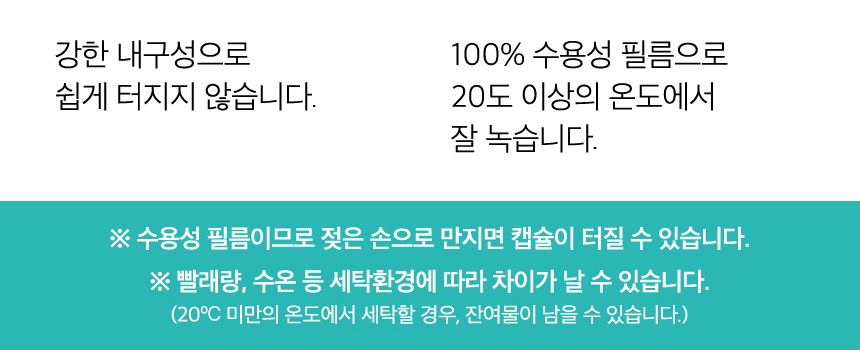 강한 내구성으로
쉽게 터지지 않습니다.
100% 수용성 필름으로
20도 이상의 온도에서
잘 녹습니다.
※ 수용성 필름이므로 젖은 손으로 만지면 캡슐이 터질 수 있습니다.
※ 빨래량, 수온 등 세탁환경에 따라 차이가 날 수 있습니다.
(20℃ 미만의 온도에서 세탁할 경우, 잔여물이 남을 수 있습니다.)